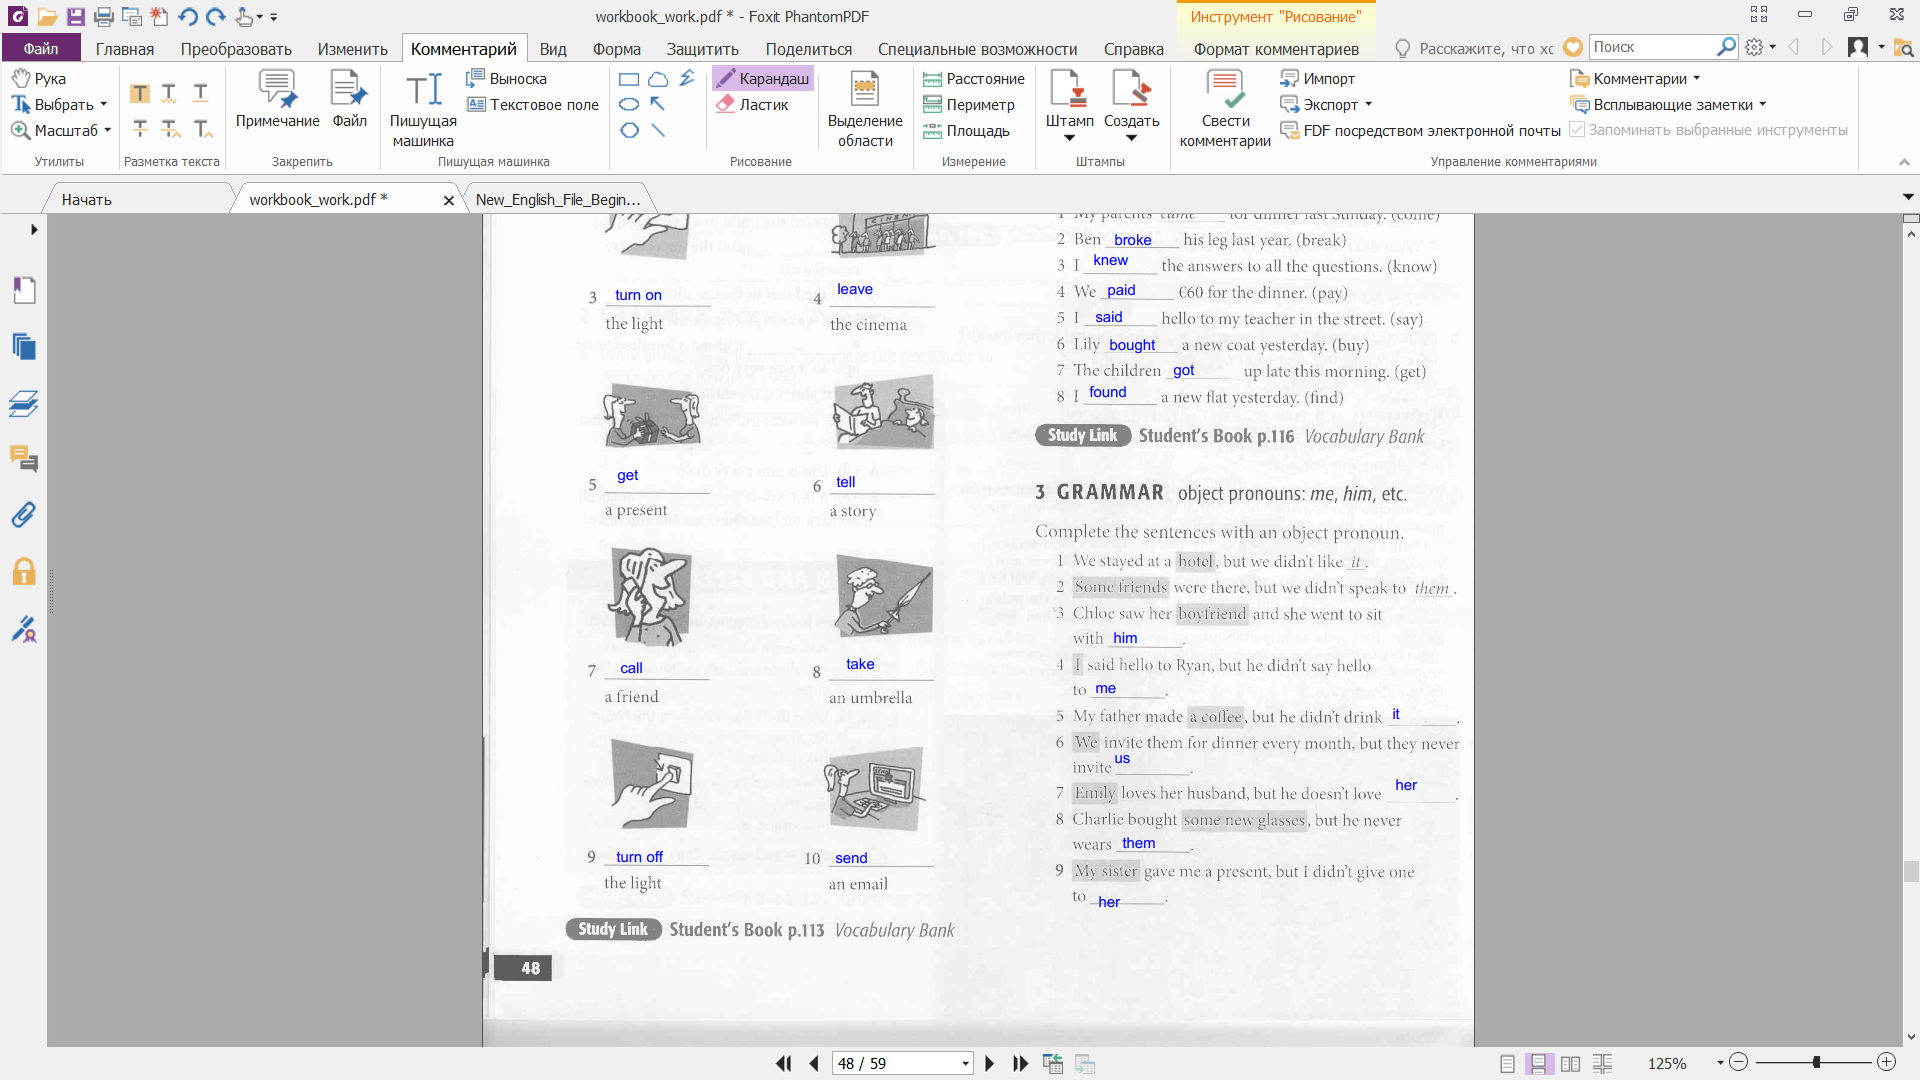 workbook_work.pdf * - Foxit PhantomPDF
Инструмент "Рисование"
Файл
Главная
Преобразовать
Изменить
Комментарий
Вид
Форма
Защитить
Поделиться
Специальные возможности
Справка
Формат комментариев
Расскажите, что хс
Поиск
Рука
Выбрать
Масштаб
Утилиты
Разметка текста
Примечание
Файл
Закрепить
Пишущая машинка
Выноска
Текстовое поле
Пишущая машинка
Карандаш
Ластик
Рисование
Выделение области
Расстояние
Периметр
Площадь
Измерение
Штамп
Создать
Штампы
Свести комментарии
Импорт
Экспорт
FDF посредством электронной почты
Комментарии
Всплывающие заметки
Запоминать выбранные инструменты
Управление комментариями
Начать
workbook_work.pdf *
New_English_File_Begin...
CINEMA
3 turn on
the light
4 leave
the cinema
5 get
a present
6 tell
a story
7 call
a friend
8 take
an umbrella
9 turn off
the light
10 send
an email
Study Link Student's Book p.113 Vocabulary Bank
48
1 My parents came for dinner last Sunday. (come)
2 Ben broke his leg last year. (break)
3 I knew the answers to all the questions. (know)
4 We paid €60 for the dinner. (pay)
5 I said hello to my teacher in the street. (say)
6 Lily bought a new coat yesterday. (buy)
7 The children got up late this morning. (get)
8 I found a new flat yesterday. (find)
Study Link Student's Book p.116 Vocabulary Bank
3 GRAMMAR object pronouns: me, him, etc.
Complete the sentences with an object pronoun.
1 We stayed at a hotel, but we didn't like it.
2 Some friends were there, but we didn't speak to them.
3 Chloe saw her boyfriend and she went to sit
with him.
4 I said hello to Ryan, but he didn't say hello
to me.
5 My father made a coffee, but he didn't drink it.
6 We invite them for dinner every month, but they never
invite us.
7 Emily loves her husband, but he doesn't love her.
8 Charlie bought some new glasses, but he never
wears them.
9 My sister gave me a present, but I didn't give one
to her.
48 / 59
125%